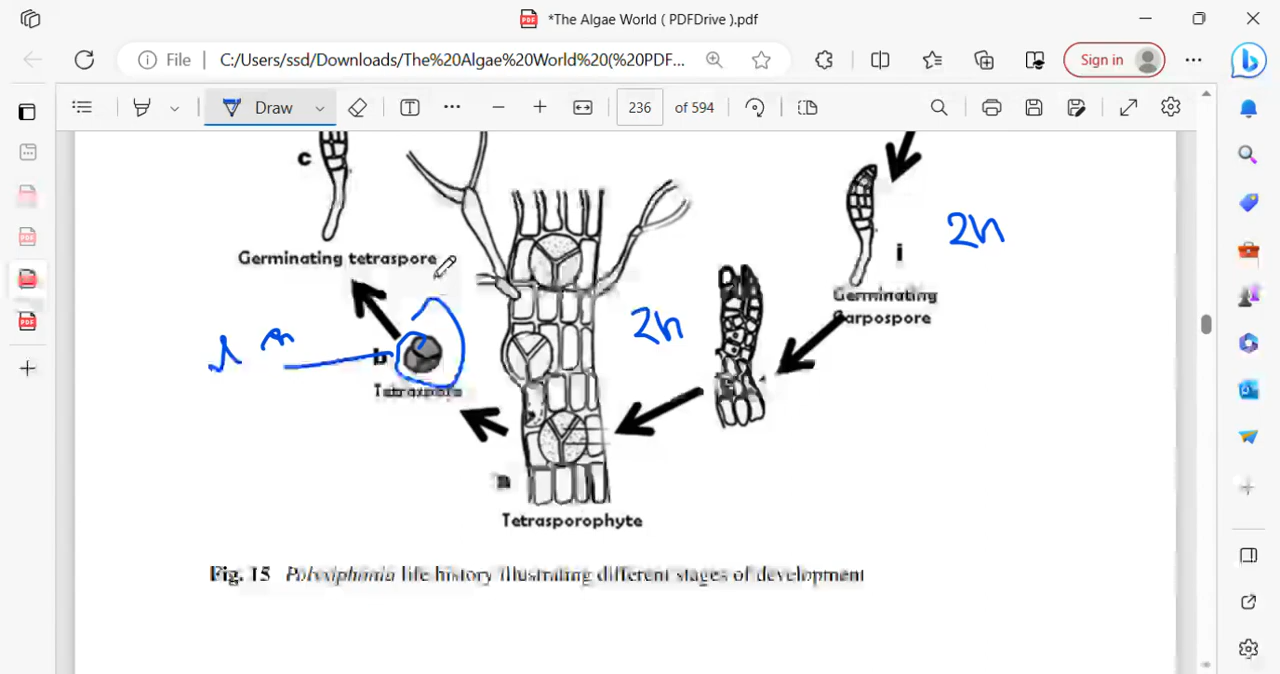 *The Algae World ( PDFDrive ).pdf
File C:/Users/ssd/Downloads/The%20Algae%20World%20(%20PDF... Sign in
Draw 236 of 594
c
Germinating tetraspore
2n
i
Germinating
Carpospore
2n
b
Tetraspore
a
Tetrasporophyte
Fig. 15 Polysiphonia life history illustrating different stages of development